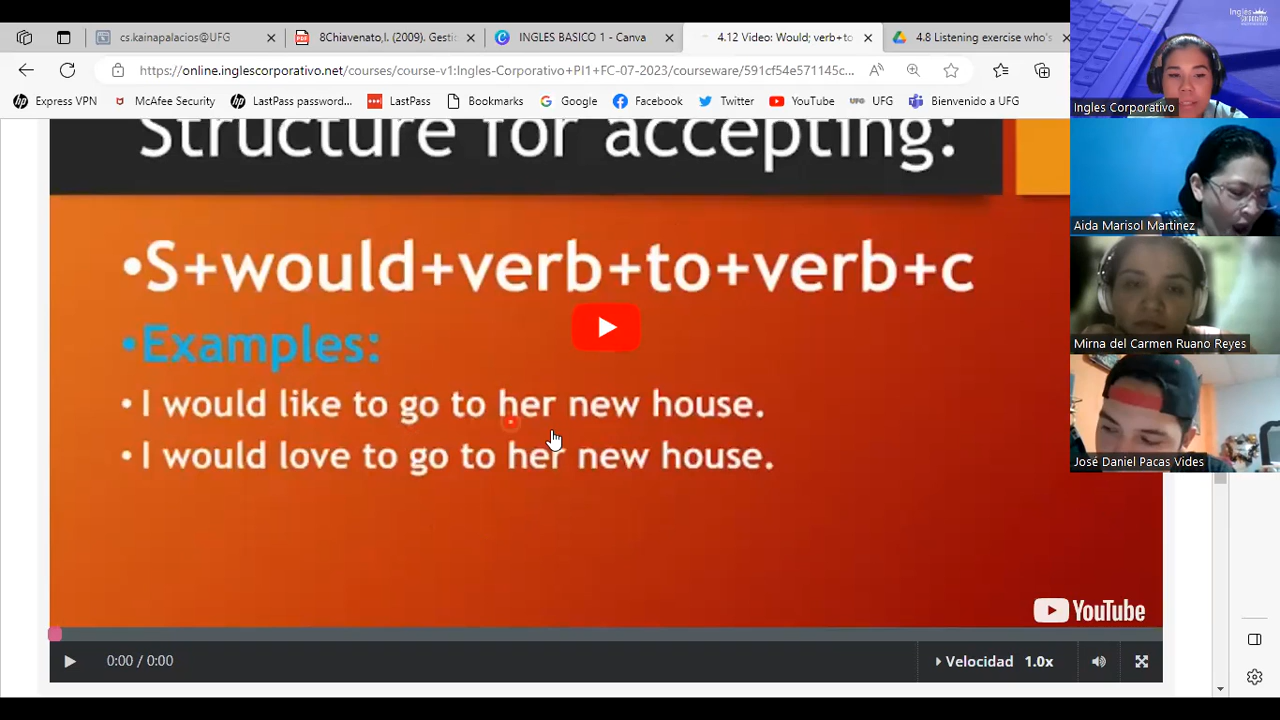 cs.kainapalacios@UFG
8Chiavenato,I. (2009). Gesti
INGLES BASICO 1 - Canva
4.12 Video: Would; verb+to
4.8 Listening exercise who's
https://online.inglescorporativo.net/courses/course-v1:Ingles-Corporativo+PI1+FC-07-2023/courseware/591cf54e571145c...
Express VPN
McAfee Security
LastPass password...
LastPass
Bookmarks
Google
Facebook
Twitter
YouTube
UFG
Bienvenido a UFG
Structure for accepting:
•S+would+verb+to+verb+c
•Examples:
• I would like to go to her new house.
• I would love to go to her new house.
YouTube
0:00 / 0:00
Velocidad 1.0x
Ingles Corporativo
Aida Marisol Martinez
Mirna del Carmen Ruano Reyes
José Daniel Pacas Vides